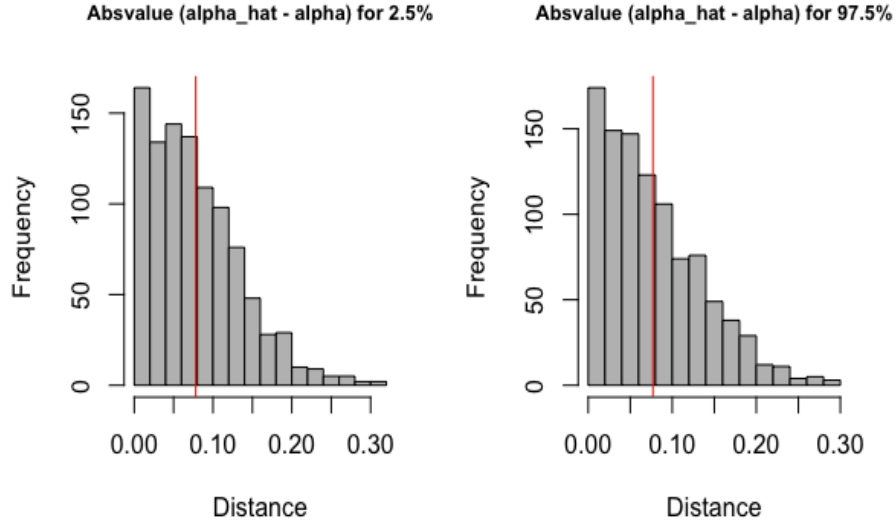 Absvalue (alpha_hat - alpha) for 2.5%
Frequency
150
100
50
0
0.00 0.10 0.20 0.30
Distance
Absvalue (alpha_hat - alpha) for 97.5%
Frequency
150
100
50
0
0.00 0.10 0.20 0.30
Distance